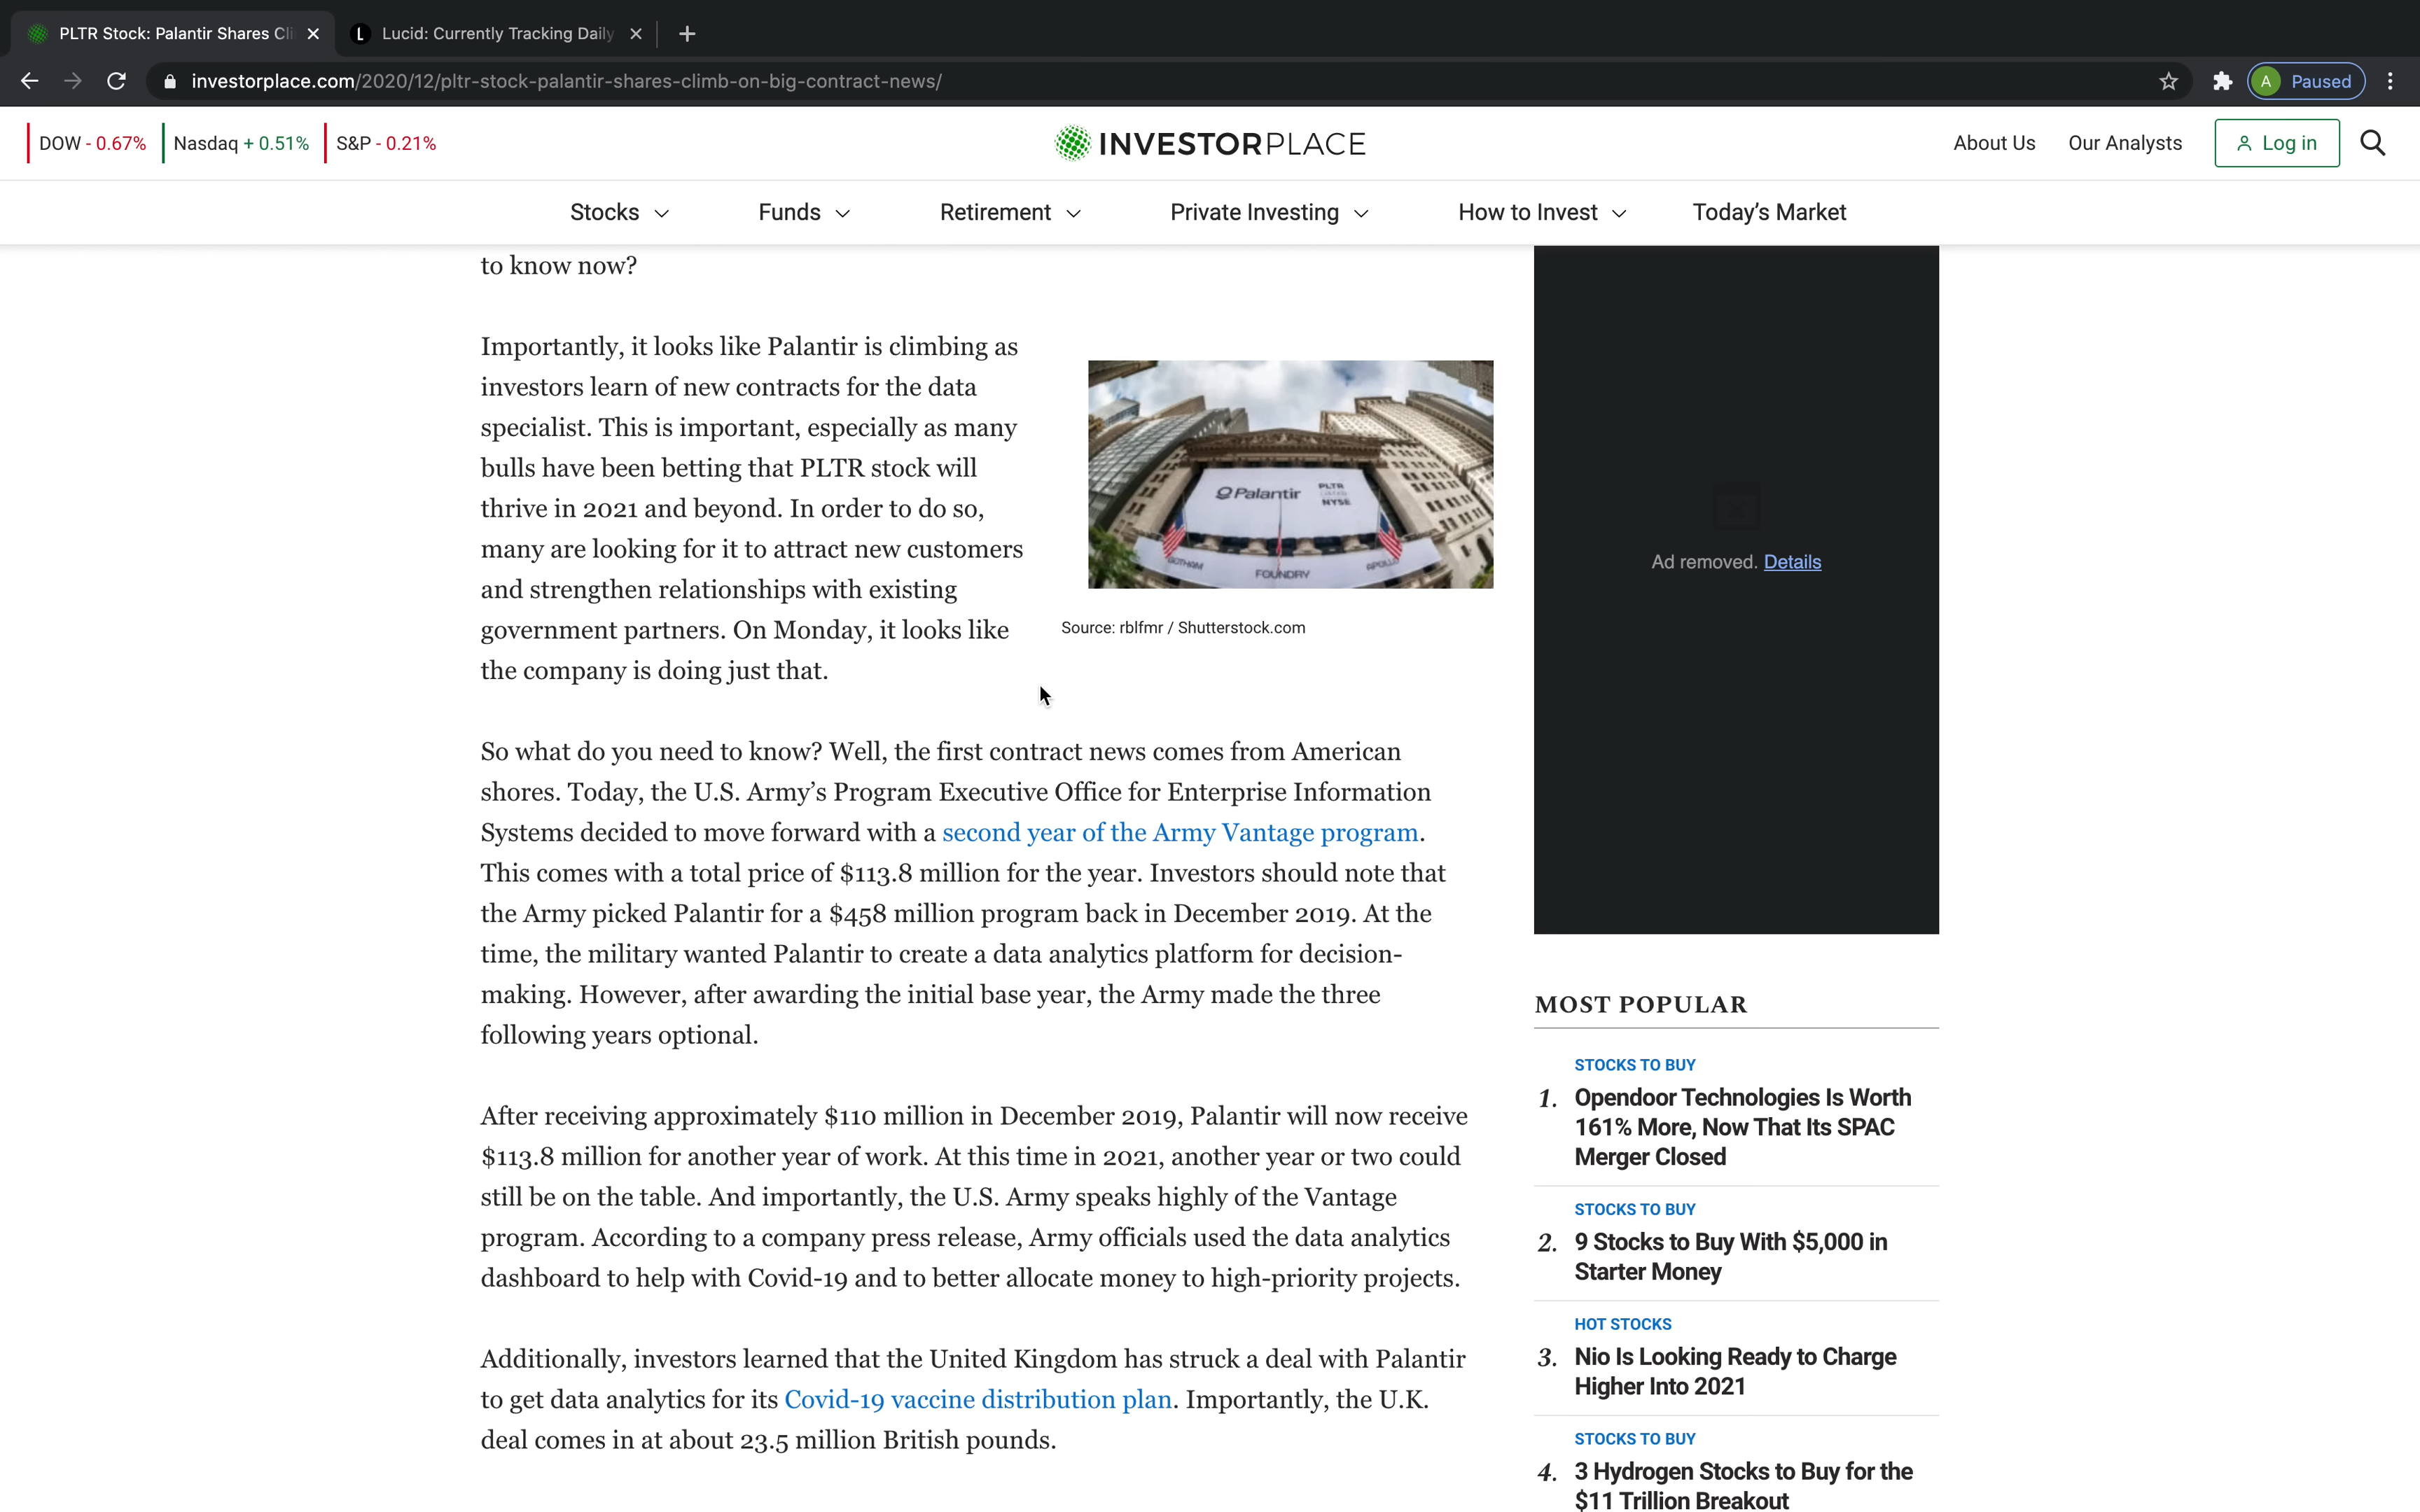 PLTR Stock: Palantir Shares Cli
Lucid: Currently Tracking Daily
investorplace.com/2020/12/pltr-stock-palantir-shares-climb-on-big-contract-news/
A Paused
DOW - 0.67% Nasdaq + 0.51% S&P - 0.21%
INVESTORPLACE
About Us Our Analysts Log in
Stocks Funds Retirement Private Investing How to Invest Today’s Market
to know now?
Importantly, it looks like Palantir is climbing as
investors learn of new contracts for the data
specialist. This is important, especially as many
bulls have been betting that PLTR stock will
thrive in 2021 and beyond. In order to do so,
many are looking for it to attract new customers
and strengthen relationships with existing
government partners. On Monday, it looks like
the company is doing just that.
Palantir
PLTR
NYSE
GOTHAM FOUNDRY APOLLO
Source: rblfmr / Shutterstock.com
So what do you need to know? Well, the first contract news comes from American
shores. Today, the U.S. Army’s Program Executive Office for Enterprise Information
Systems decided to move forward with a second year of the Army Vantage program.
This comes with a total price of $113.8 million for the year. Investors should note that
the Army picked Palantir for a $458 million program back in December 2019. At the
time, the military wanted Palantir to create a data analytics platform for decision-
making. However, after awarding the initial base year, the Army made the three
following years optional.
After receiving approximately $110 million in December 2019, Palantir will now receive
$113.8 million for another year of work. At this time in 2021, another year or two could
still be on the table. And importantly, the U.S. Army speaks highly of the Vantage
program. According to a company press release, Army officials used the data analytics
dashboard to help with Covid-19 and to better allocate money to high-priority projects.
Additionally, investors learned that the United Kingdom has struck a deal with Palantir
to get data analytics for its Covid-19 vaccine distribution plan. Importantly, the U.K.
deal comes in at about 23.5 million British pounds.
Ad removed. Details
MOST POPULAR
STOCKS TO BUY
1. Opendoor Technologies Is Worth
161% More, Now That Its SPAC
Merger Closed
STOCKS TO BUY
2. 9 Stocks to Buy With $5,000 in
Starter Money
HOT STOCKS
3. Nio Is Looking Ready to Charge
Higher Into 2021
STOCKS TO BUY
4. 3 Hydrogen Stocks to Buy for the
$11 Trillion Breakout